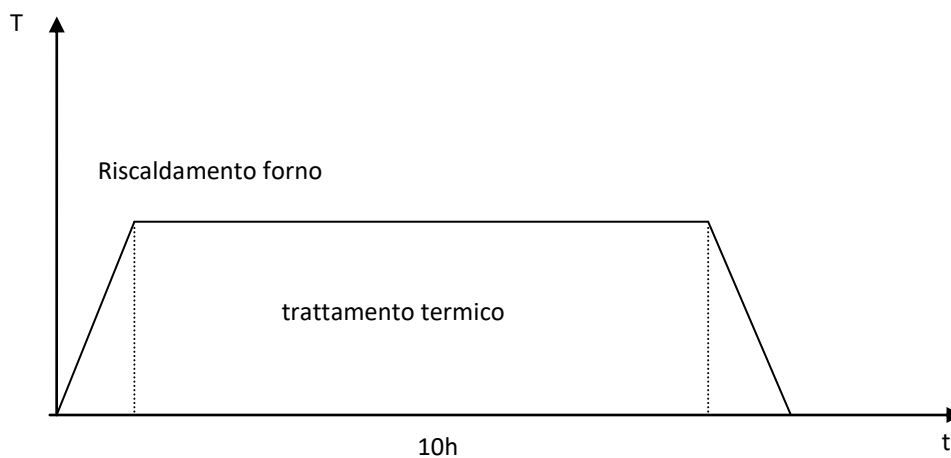 T
Riscaldamento forno
trattamento termico
10h
t